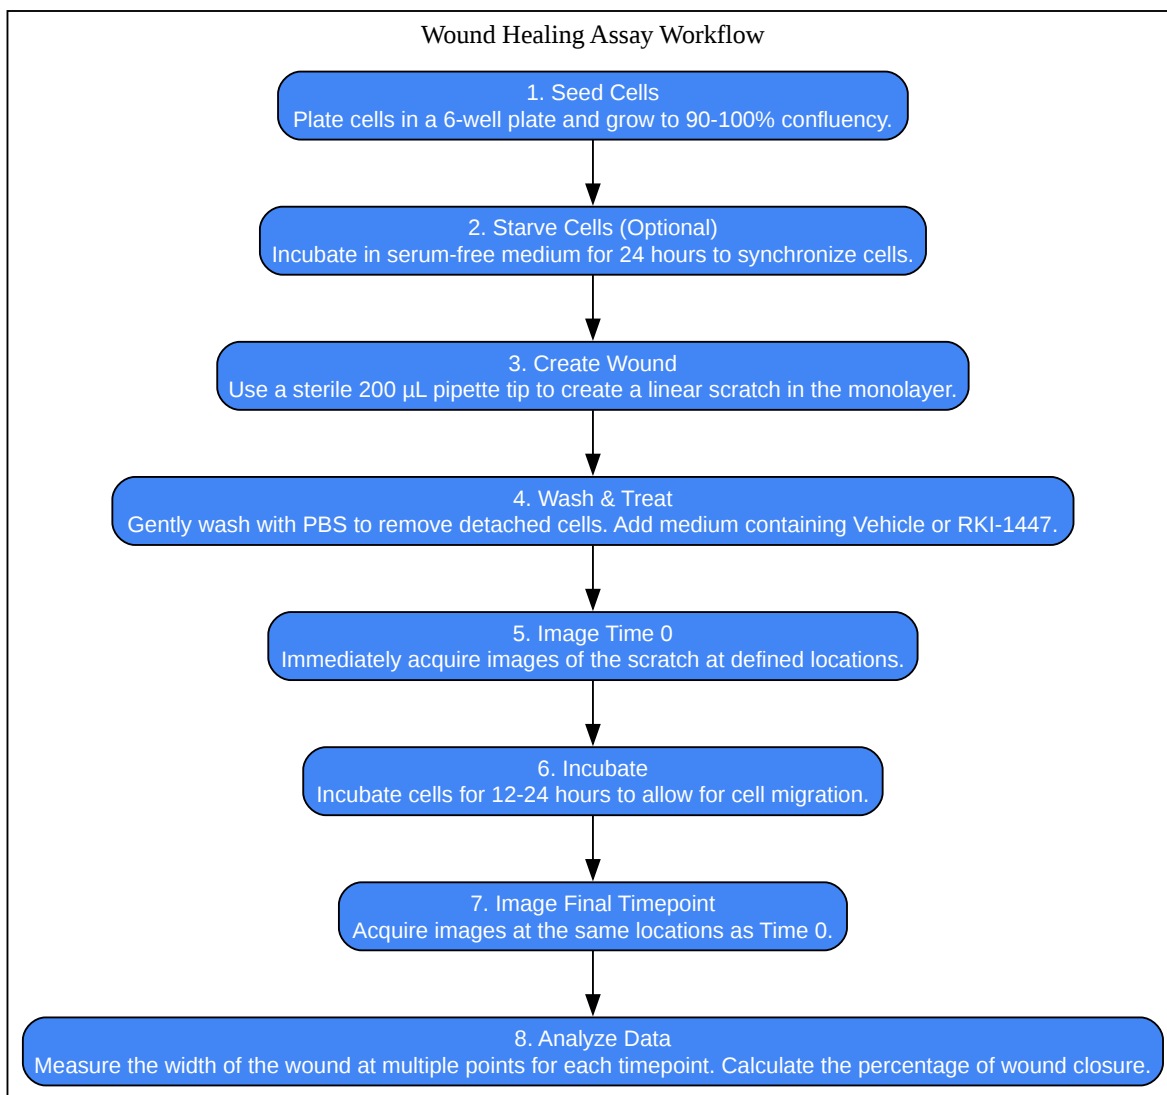 Wound Healing Assay Workflow
1. Seed Cells
Plate cells in a 6-well plate and grow to 90-100% confluency.
2. Starve Cells (Optional)
Incubate in serum-free medium for 24 hours to synchronize cells.
3. Create Wound
Use a sterile 200 µL pipette tip to create a linear scratch in the monolayer.
4. Wash & Treat
Gently wash with PBS to remove detached cells. Add medium containing Vehicle or RKI-1447.
5. Image Time 0
Immediately acquire images of the scratch at defined locations.
6. Incubate
Incubate cells for 12-24 hours to allow for cell migration.
7. Image Final Timepoint
Acquire images at the same locations as Time 0.
8. Analyze Data
Measure the width of the wound at multiple points for each timepoint. Calculate the percentage of wound closure.